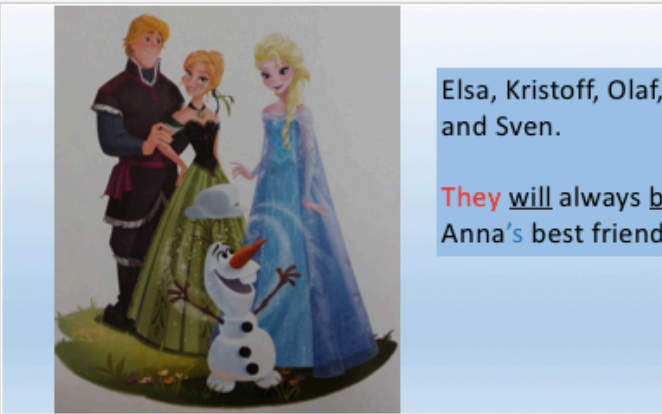 Elsa, Kristoff, Olaf,
and Sven.
They will always b
Anna's best friend